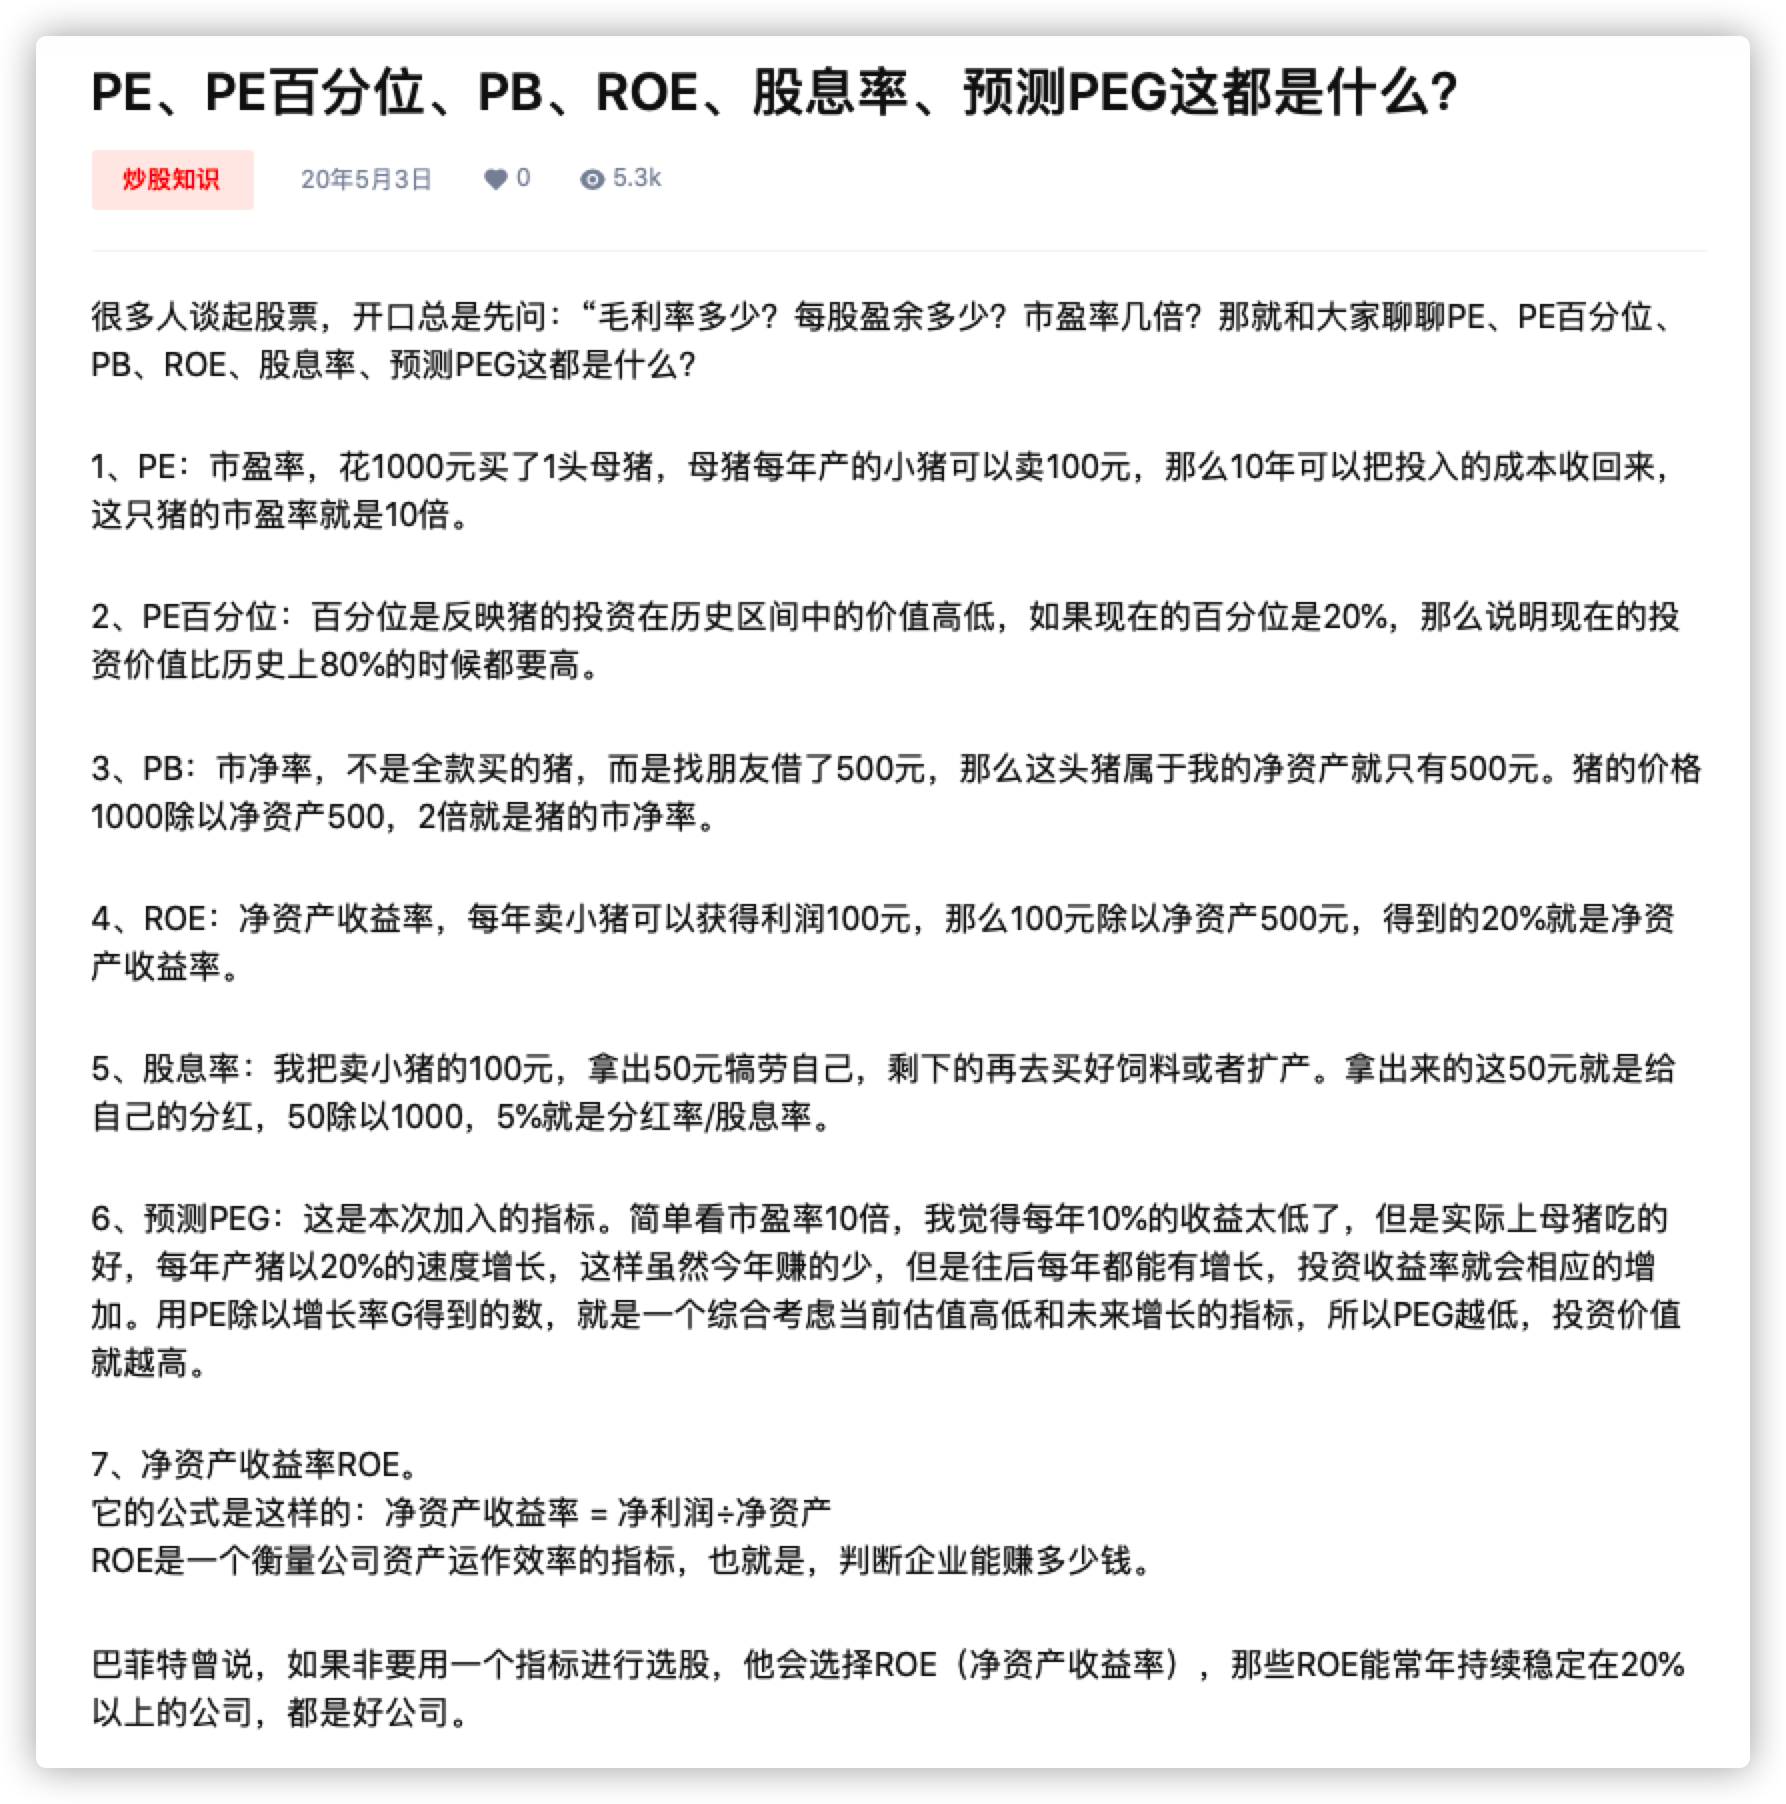 PE、PE百分位、PB、ROE、股息率、预测PEG这都是什么?
炒股知识 20年5月3日 0 5.3k
很多人谈起股票，开口总是先问：“毛利率多少？每股盈余多少？市盈率几倍？那就和大家聊聊PE、PE百分位、
PB、ROE、股息率、预测PEG这都是什么?
1、PE：市盈率，花1000元买了1头母猪，母猪每年产的小猪可以卖100元，那么10年可以把投入的成本收回来，
这只猪的市盈率就是10倍。
2、PE百分位：百分位是反映猪的投资在历史区间中的价值高低，如果现在的百分位是20%，那么说明现在的投
资价值比历史上80%的时候都要高。
3、PB：市净率，不是全款买的猪，而是找朋友借了500元，那么这头猪属于我的净资产就只有500元。猪的价格
1000除以净资产500，2倍就是猪的市净率。
4、ROE：净资产收益率，每年卖小猪可以获得利润100元，那么100元除以净资产500元，得到的20%就是净资
产收益率。
5、股息率：我把卖小猪的100元，拿出50元犒劳自己，剩下的再去买好饲料或者扩产。拿出来的这50元就是给
自己的分红，50除以1000，5%就是分红率/股息率。
6、预测PEG：这是本次加入的指标。简单看市盈率10倍，我觉得每年10%的收益太低了，但是实际上母猪吃的
好，每年产猪以20%的速度增长，这样虽然今年赚的少，但是往后每年都能有增长，投资收益率就会相应的增
加。用PE除以增长率G得到的数，就是一个综合考虑当前估值高低和未来增长的指标，所以PEG越低，投资价值
就越高。
7、净资产收益率ROE。
它的公式是这样的：净资产收益率 = 净利润÷净资产
ROE是一个衡量公司资产运作效率的指标，也就是，判断企业能赚多少钱。
巴菲特曾说，如果非要用一个指标进行选股，他会选择ROE（净资产收益率），那些ROE能常年持续稳定在20%
以上的公司，都是好公司。